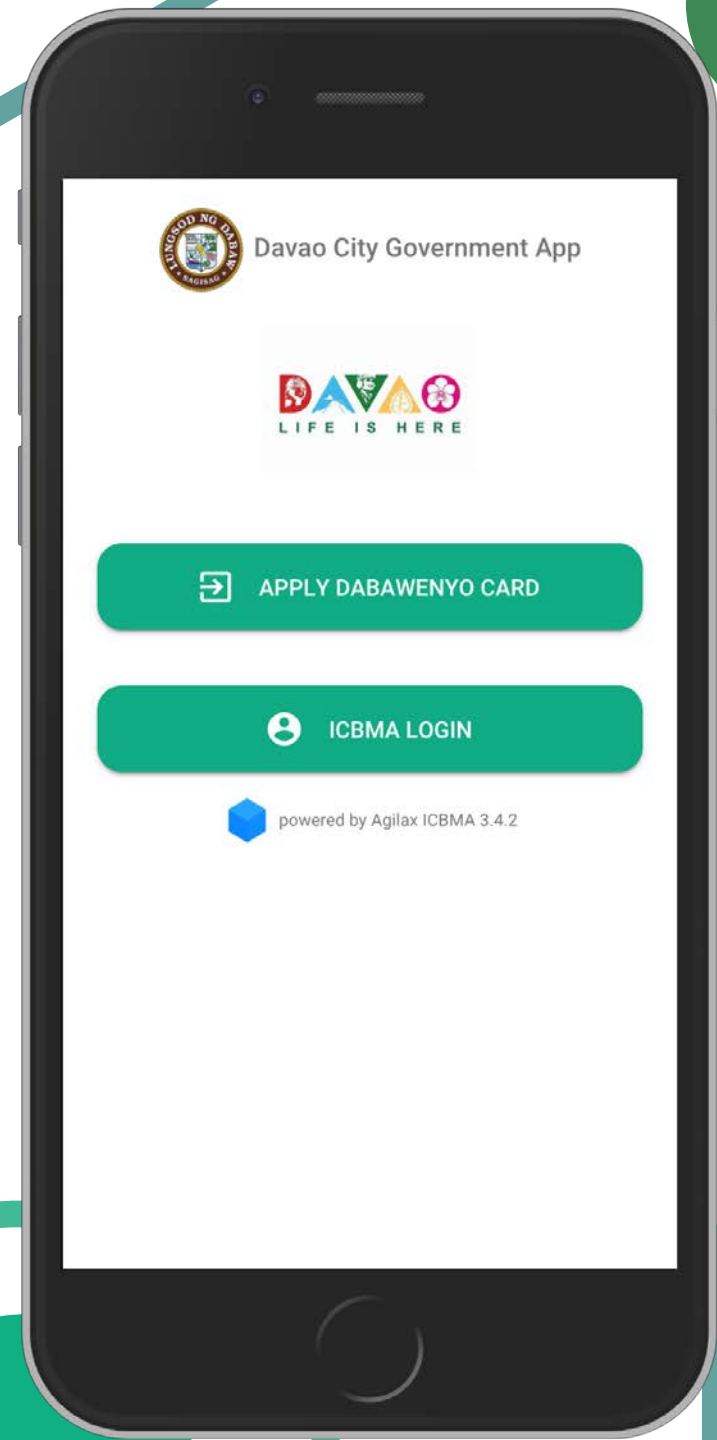 LUNGSOD NG DABAW
SAGISAG
Davao City Government App
DAVAO
LIFE IS HERE
APPLY DABAWENYO CARD
ICBMA LOGIN
powered by Agilax ICBMA 3.4.2